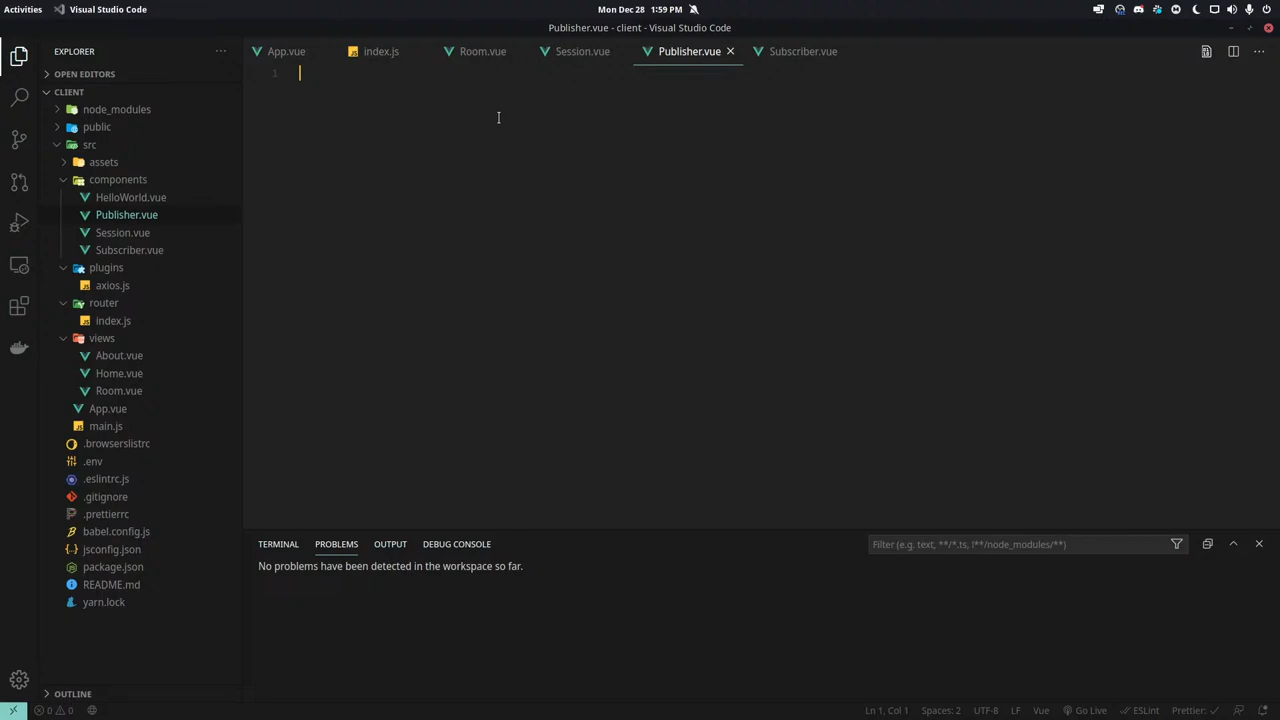 Activities
Visual Studio Code
Mon Dec 28 1:59 PM
Publisher.vue - client - Visual Studio Code
EXPLORER
App.vue
index.js
Room.vue
Session.vue
Publisher.vue
Subscriber.vue
OPEN EDITORS
1
CLIENT
node_modules
public
src
assets
components
HelloWorld.vue
Publisher.vue
Session.vue
Subscriber.vue
plugins
axios.js
router
index.js
views
About.vue
Home.vue
Room.vue
App.vue
main.js
.browserslistrc
.env
.eslintrc.js
.gitignore
.prettierrc
babel.config.js
jsconfig.json
package.json
README.md
yarn.lock
OUTLINE
TERMINAL
PROBLEMS
OUTPUT
DEBUG CONSOLE
Filter (e.g. text, **/*.ts, !**/node_modules/**)
No problems have been detected in the workspace so far.
0
0
Ln 1, Col 1
Spaces: 2
UTF-8
LF
Vue
Go Live
ESLint
Prettier: